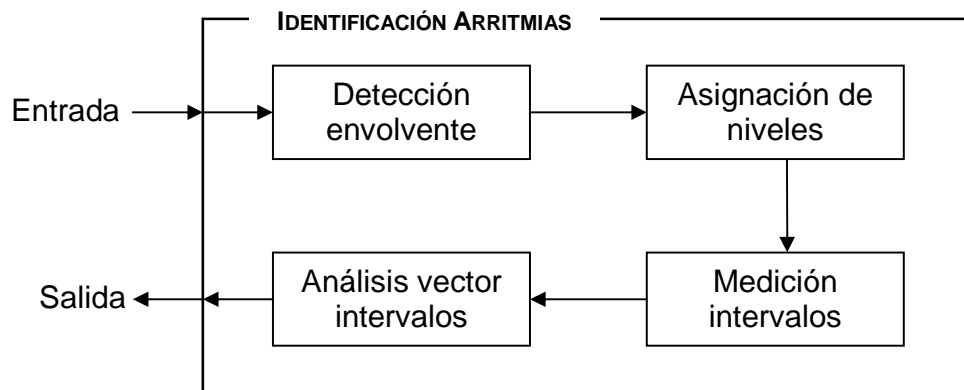 IDENTIFICACIÓN ARRITMIAS
Entrada
Detección
envolvente
Asignación de
niveles
Salida
Análisis vector
intervalos
Medición
intervalos